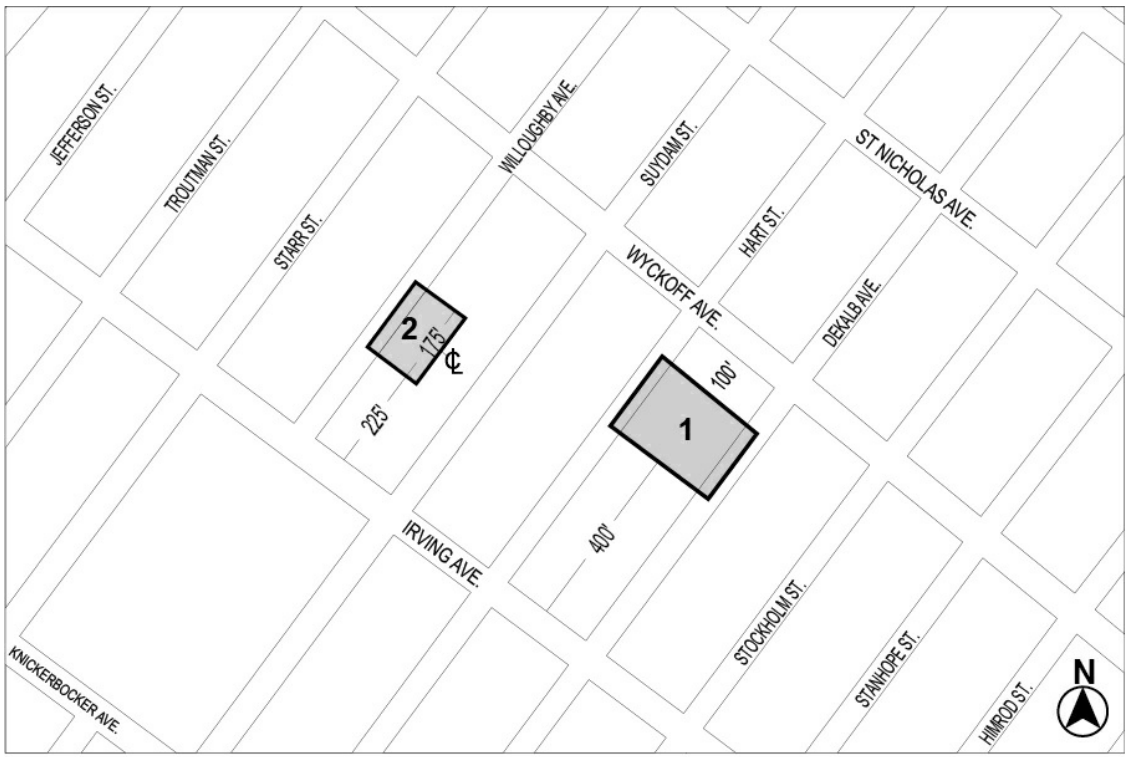 JEFFERSON ST.
TROUTMAN ST.
STARR ST.
WILLOUGHBY AVE.
SUYDAM ST.
HART ST.
ST NICHOLAS AVE.
WYCKOFF AVE.
DEKALB AVE.
2
175'
℄
225'
100'
1
400'
IRVING AVE.
STOCKHOLM ST.
STANHOPE ST.
HIMROD ST.
KNICKERBOCKER AVE.
N